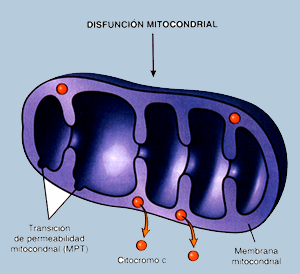 DISFUNCIÓN MITOCONDRIAL
Transición
de permeabilidad
mitocondrial (MPT)
Citocromo c
Membrana
mitocondrial